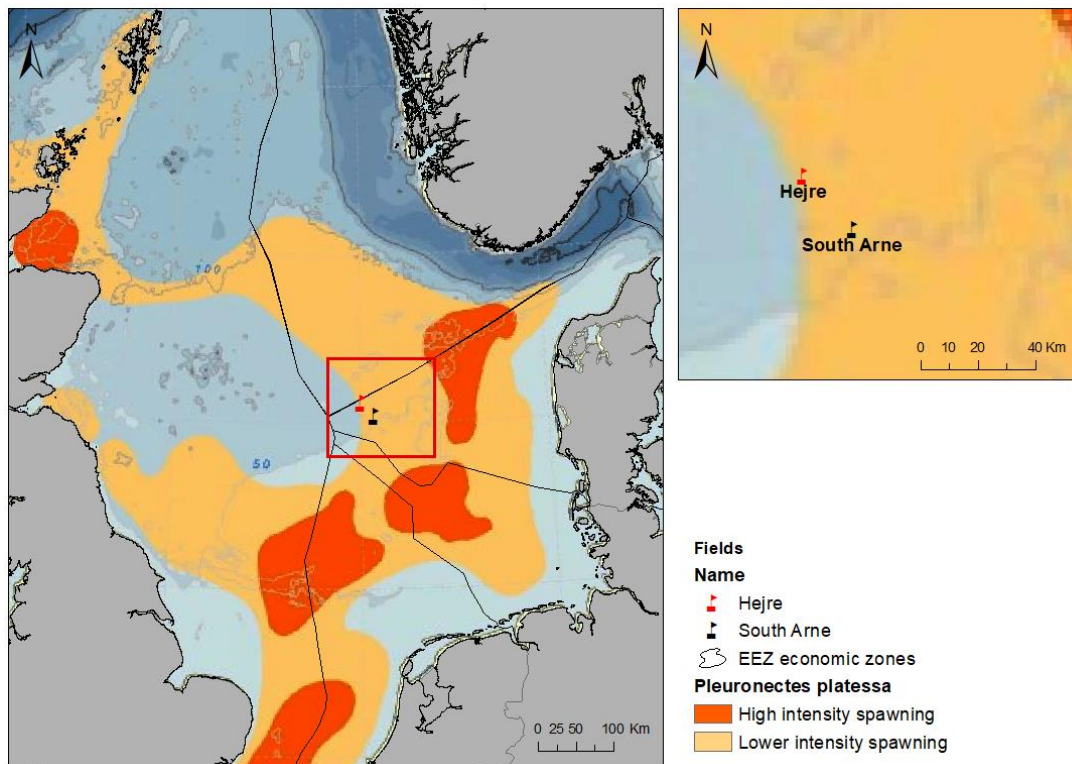 N
100
50
0 25 50 100 Km
N
Hejre
South Arne
0 10 20 40 Km
Fields
Name
Hejre
South Arne
EEZ economic zones
Pleuronectes platessa
High intensity spawning
Lower intensity spawning